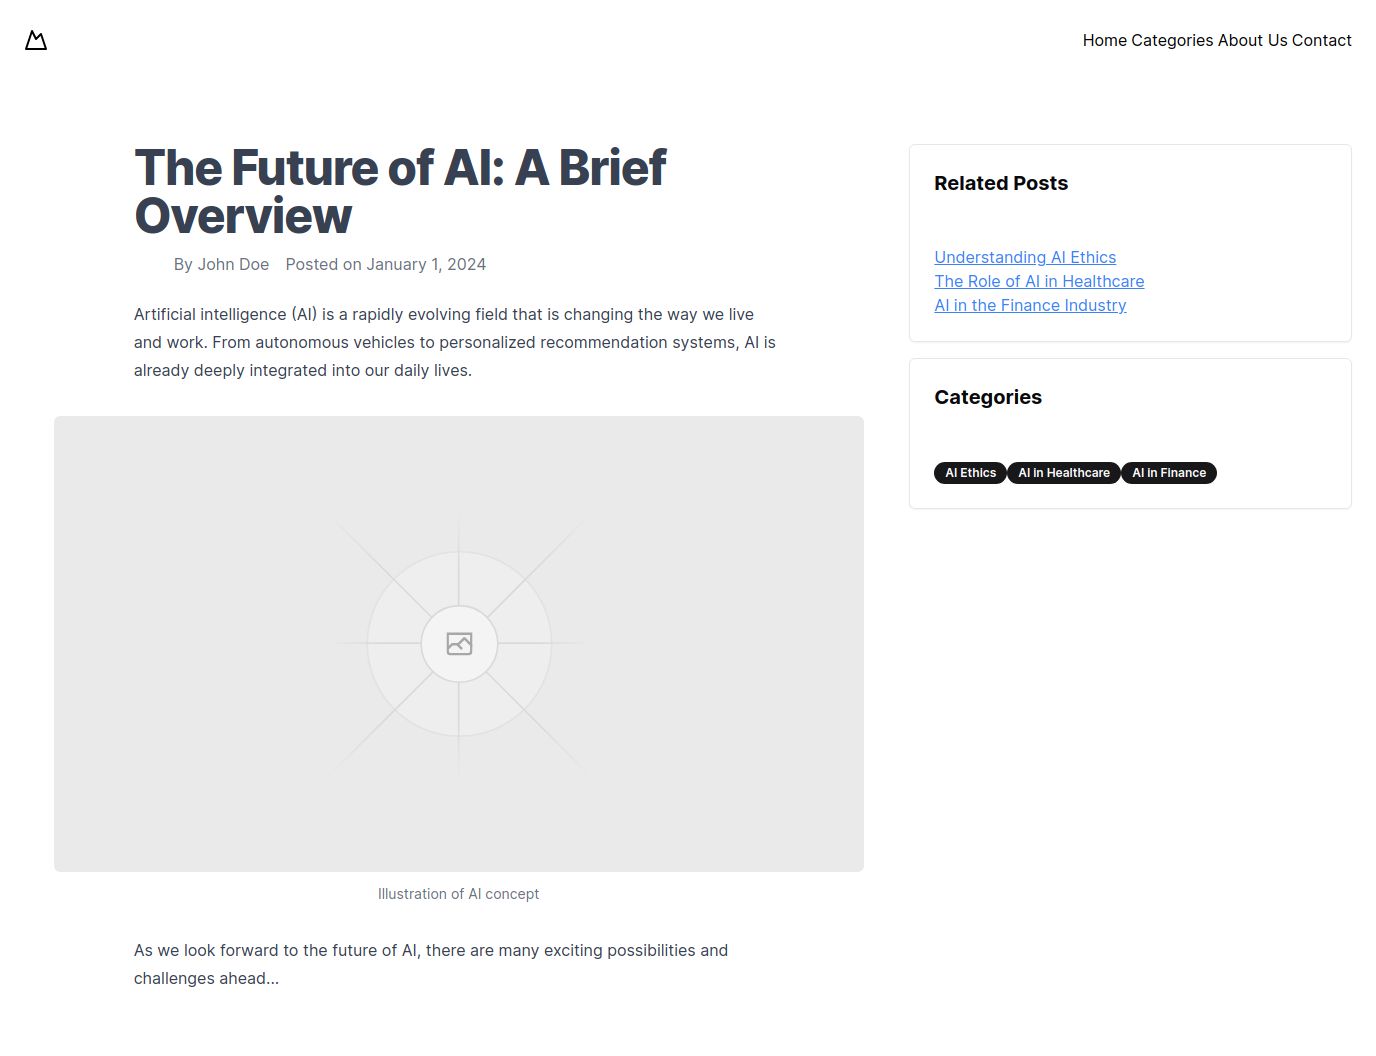 Home Categories About Us Contact
The Future of AI: A Brief
Overview
By John Doe Posted on January 1, 2024
Artificial intelligence (AI) is a rapidly evolving field that is changing the way we live
and work. From autonomous vehicles to personalized recommendation systems, AI is
already deeply integrated into our daily lives.
Illustration of AI concept
As we look forward to the future of AI, there are many exciting possibilities and
challenges ahead...
Related Posts
Understanding AI Ethics
The Role of AI in Healthcare
AI in the Finance Industry
Categories
AI Ethics AI in Healthcare AI in Finance